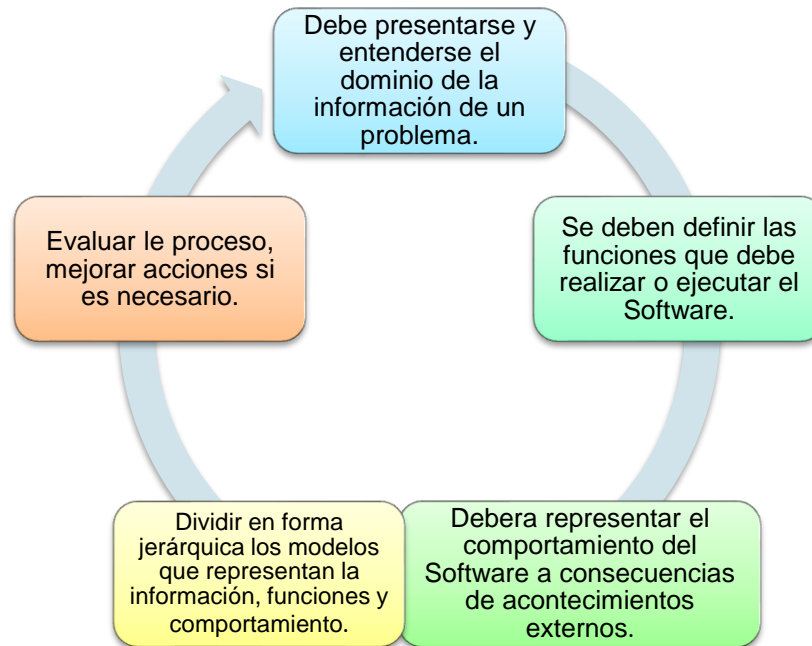 Debe presentarse y
entenderse el
dominio de la
información de un
problema.
Se deben definir las
funciones que debe
realizar o ejecutar el
Software.
Debera representar el
comportamiento del
Software a consecuencias
de acontecimientos
externos.
Dividir en forma
jerárquica los modelos
que representan la
información, funciones y
comportamiento.
Evaluar le proceso,
mejorar acciones si
es necesario.